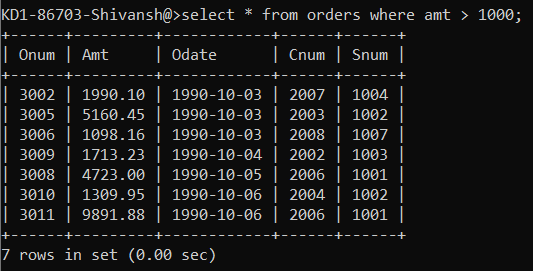 KD1-86703-Shivansh@>select * from orders where amt > 1000;
+------+---------+------------+------+------+
| Onum | Amt     | Odate      | Cnum | Snum |
+------+---------+------------+------+------+
| 3002 | 1990.10 | 1990-10-03 | 2007 | 1004 |
| 3005 | 5160.45 | 1990-10-03 | 2003 | 1002 |
| 3006 | 1098.16 | 1990-10-03 | 2008 | 1007 |
| 3009 | 1713.23 | 1990-10-04 | 2002 | 1003 |
| 3008 | 4723.00 | 1990-10-05 | 2006 | 1001 |
| 3010 | 1309.95 | 1990-10-06 | 2004 | 1002 |
| 3011 | 9891.88 | 1990-10-06 | 2006 | 1001 |
+------+---------+------------+------+------+
7 rows in set (0.00 sec)